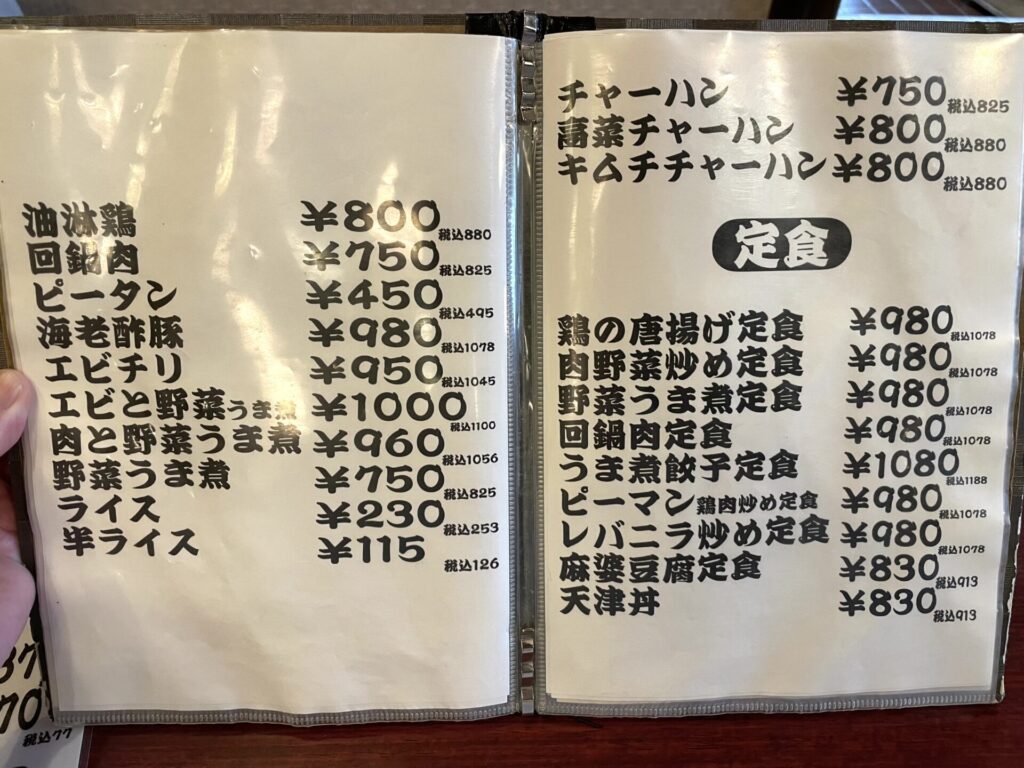 油淋鶏 ¥800 税込880
回鍋肉 ¥750 税込825
ピータン ¥450 税込495
海老酢豚 ¥980 税込1078
エビチリ ¥950 税込1045
エビと野菜うま煮 ¥1000 税込1100
肉と野菜うま煮 ¥960 税込1056
野菜うま煮 ¥750 税込825
ライス ¥230 税込253
半ライス ¥115 税込126
70 税込77
チャーハン ¥750 税込825
高菜チャーハン ¥800 税込880
キムチチャーハン ¥800 税込880
定食
鶏の唐揚げ定食 ¥980 税込1078
肉野菜炒め定食 ¥980 税込1078
野菜うま煮定食 ¥980 税込1078
回鍋肉定食 ¥980 税込1078
うま煮餃子定食 ¥1080 税込1188
ピーマン鶏肉炒め定食 ¥980 税込1078
レバニラ炒め定食 ¥980 税込1078
麻婆豆腐定食 ¥830 税込913
天津丼 ¥830 税込913